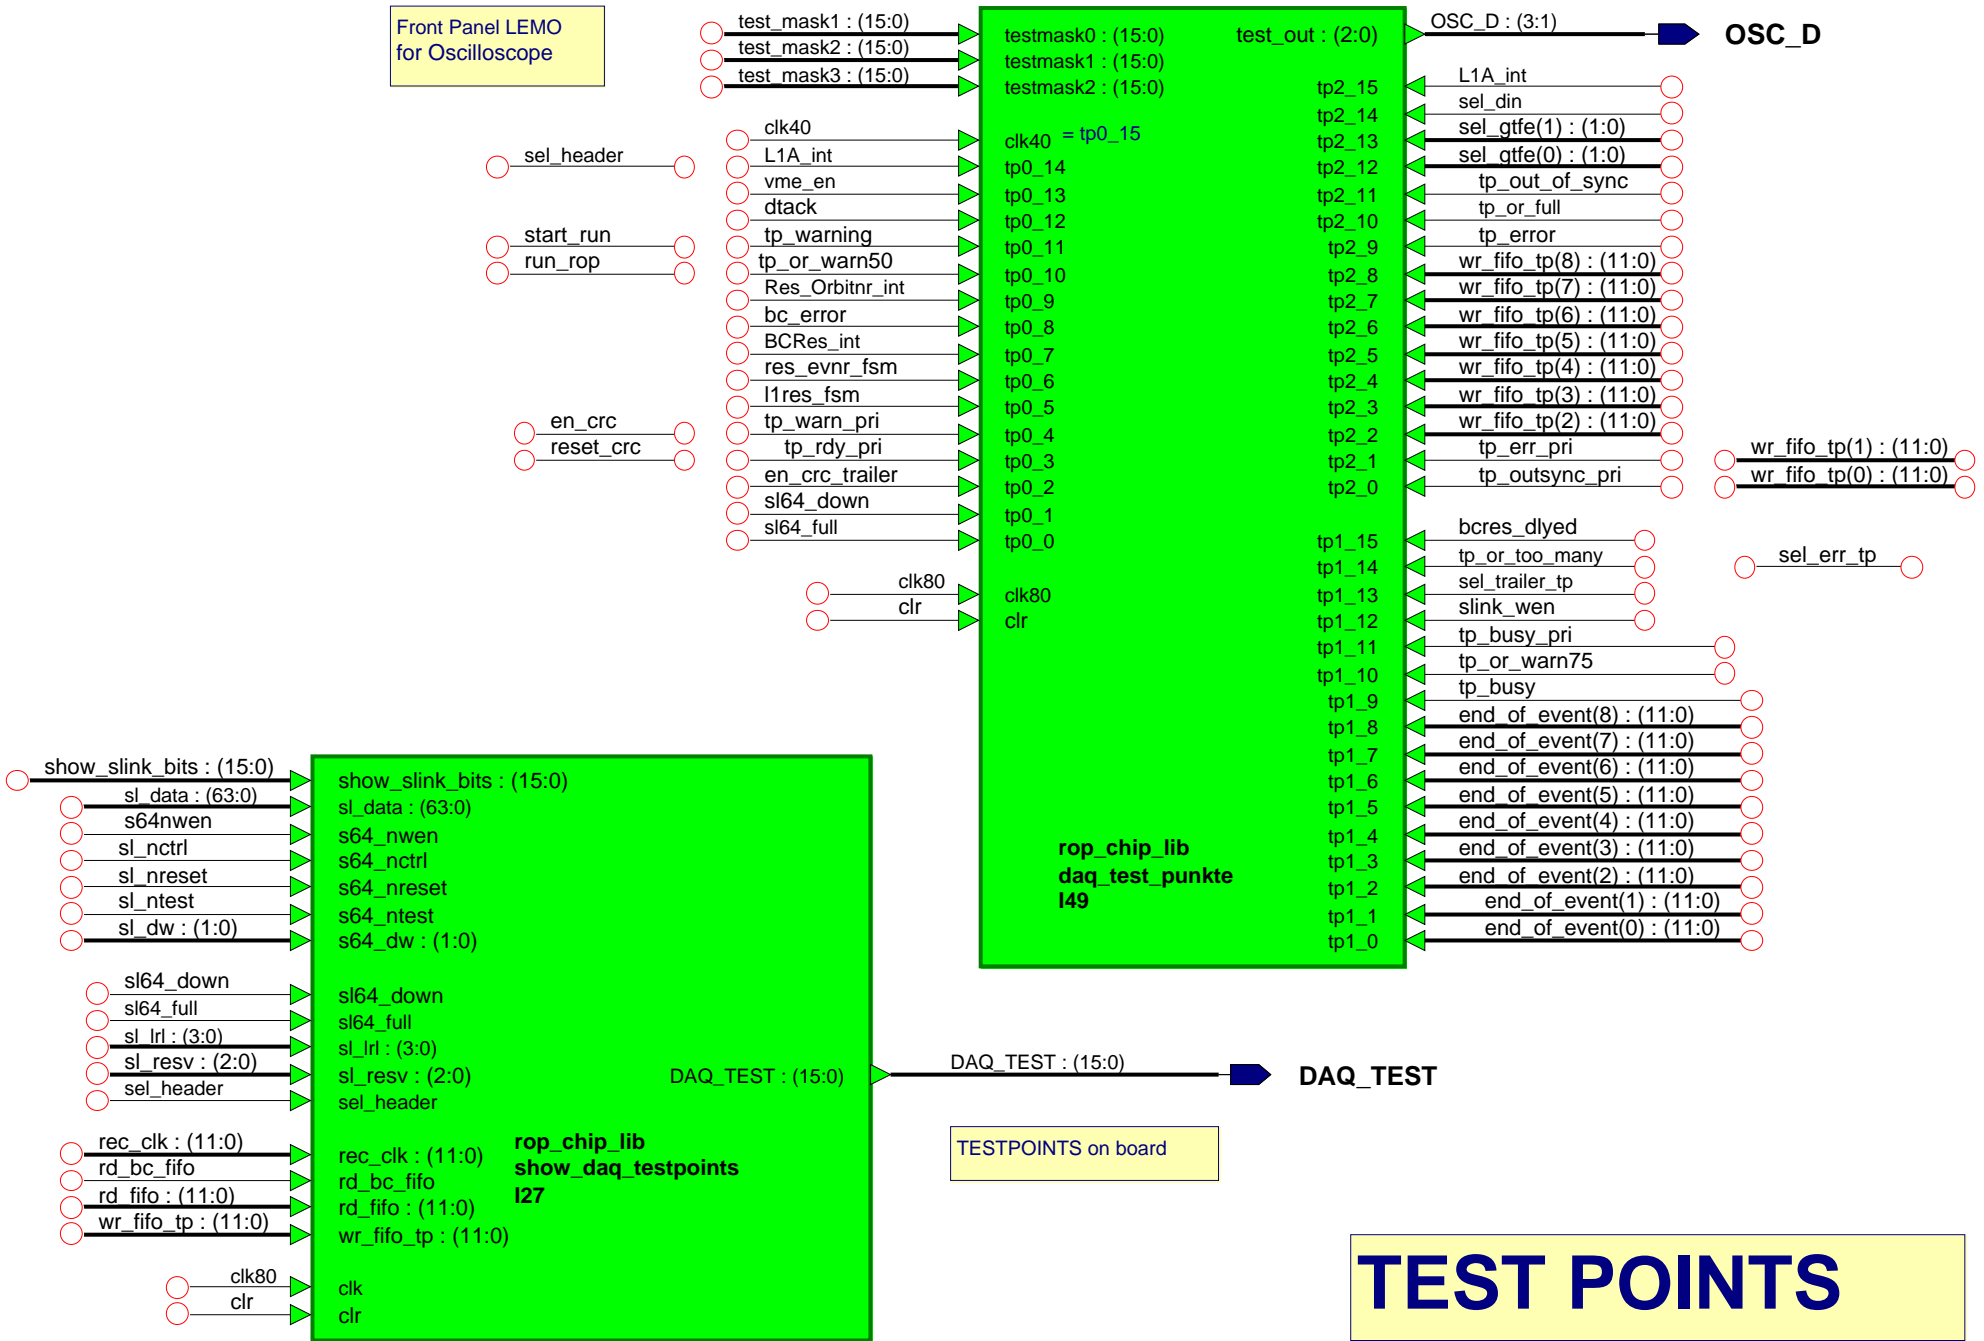 Front Panel LEMO
for Oscilloscope
test_mask1 : (15:0)
test_mask2 : (15:0)
test_mask3 : (15:0)
clk40
L1A_int
vme_en
dtack
tp_warning
tp_or_warn50
Res_Orbitnr_int
bc_error
BCRes_int
res_evnr_fsm
l1res_fsm
tp_warn_pri
tp_rdy_pri
en_crc_trailer
sl64_down
sl64_full
clk80
clr
sel_header
start_run
run_rop
en_crc
reset_crc
testmask0 : (15:0)
testmask1 : (15:0)
testmask2 : (15:0)
clk40 = tp0_15
tp0_14
tp0_13
tp0_12
tp0_11
tp0_10
tp0_9
tp0_8
tp0_7
tp0_6
tp0_5
tp0_4
tp0_3
tp0_2
tp0_1
tp0_0
clk80
clr
test_out : (2:0)
tp2_15
tp2_14
tp2_13
tp2_12
tp2_11
tp2_10
tp2_9
tp2_8
tp2_7
tp2_6
tp2_5
tp2_4
tp2_3
tp2_2
tp2_1
tp2_0
tp1_15
tp1_14
tp1_13
tp1_12
tp1_11
tp1_10
tp1_9
tp1_8
tp1_7
tp1_6
tp1_5
tp1_4
tp1_3
tp1_2
tp1_1
tp1_0
rop_chip_lib
daq_test_punkte
I49
OSC_D : (3:1)
OSC_D
L1A_int
sel_din
sel_gtfe(1) : (1:0)
sel_gtfe(0) : (1:0)
tp_out_of_sync
tp_or_full
tp_error
wr_fifo_tp(8) : (11:0)
wr_fifo_tp(7) : (11:0)
wr_fifo_tp(6) : (11:0)
wr_fifo_tp(5) : (11:0)
wr_fifo_tp(4) : (11:0)
wr_fifo_tp(3) : (11:0)
wr_fifo_tp(2) : (11:0)
tp_err_pri
tp_outsync_pri
wr_fifo_tp(1) : (11:0)
wr_fifo_tp(0) : (11:0)
bcres_dlyed
tp_or_too_many
sel_trailer_tp
slink_wen
sel_err_tp
tp_busy_pri
tp_or_warn75
tp_busy
end_of_event(8) : (11:0)
end_of_event(7) : (11:0)
end_of_event(6) : (11:0)
end_of_event(5) : (11:0)
end_of_event(4) : (11:0)
end_of_event(3) : (11:0)
end_of_event(2) : (11:0)
end_of_event(1) : (11:0)
end_of_event(0) : (11:0)
show_slink_bits : (15:0)
sl_data : (63:0)
s64nwen
sl_nctrl
sl_nreset
sl_ntest
sl_dw : (1:0)
sl64_down
sl64_full
sl_lrl : (3:0)
sl_resv : (2:0)
sel_header
rec_clk : (11:0)
rd_bc_fifo
rd_fifo : (11:0)
wr_fifo_tp : (11:0)
clk80
clr
show_slink_bits : (15:0)
sl_data : (63:0)
s64_nwen
s64_nctrl
s64_nreset
s64_ntest
s64_dw : (1:0)
sl64_down
sl64_full
sl_lrl : (3:0)
sl_resv : (2:0)
sel_header
rec_clk : (11:0)
rd_bc_fifo
rd_fifo : (11:0)
wr_fifo_tp : (11:0)
clk
clr
DAQ_TEST : (15:0)
rop_chip_lib
show_daq_testpoints
I27
DAQ_TEST : (15:0)
DAQ_TEST
TESTPOINTS on board
TEST POINTS